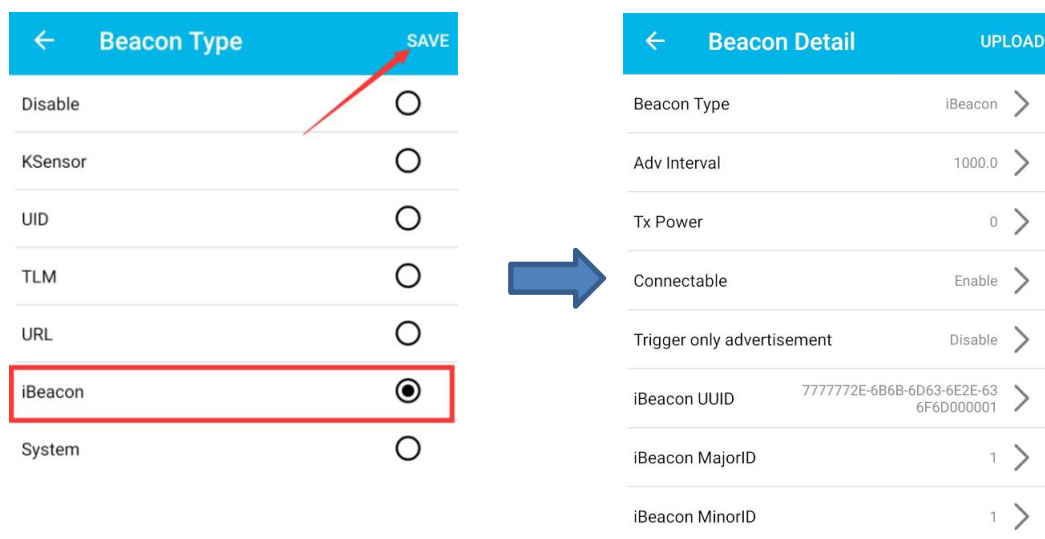 Beacon Type SAVE
Disable
KSensor
UID
TLM
URL
iBeacon
System
Beacon Detail UPLOAD
Beacon Type iBeacon
Adv Interval 1000.0
Tx Power 0
Connectable Enable
Trigger only advertisement Disable
iBeacon UUID 7777772E-6B6B-6D63-6E2E-63
6F6D000001
iBeacon MajorID 1
iBeacon MinorID 1